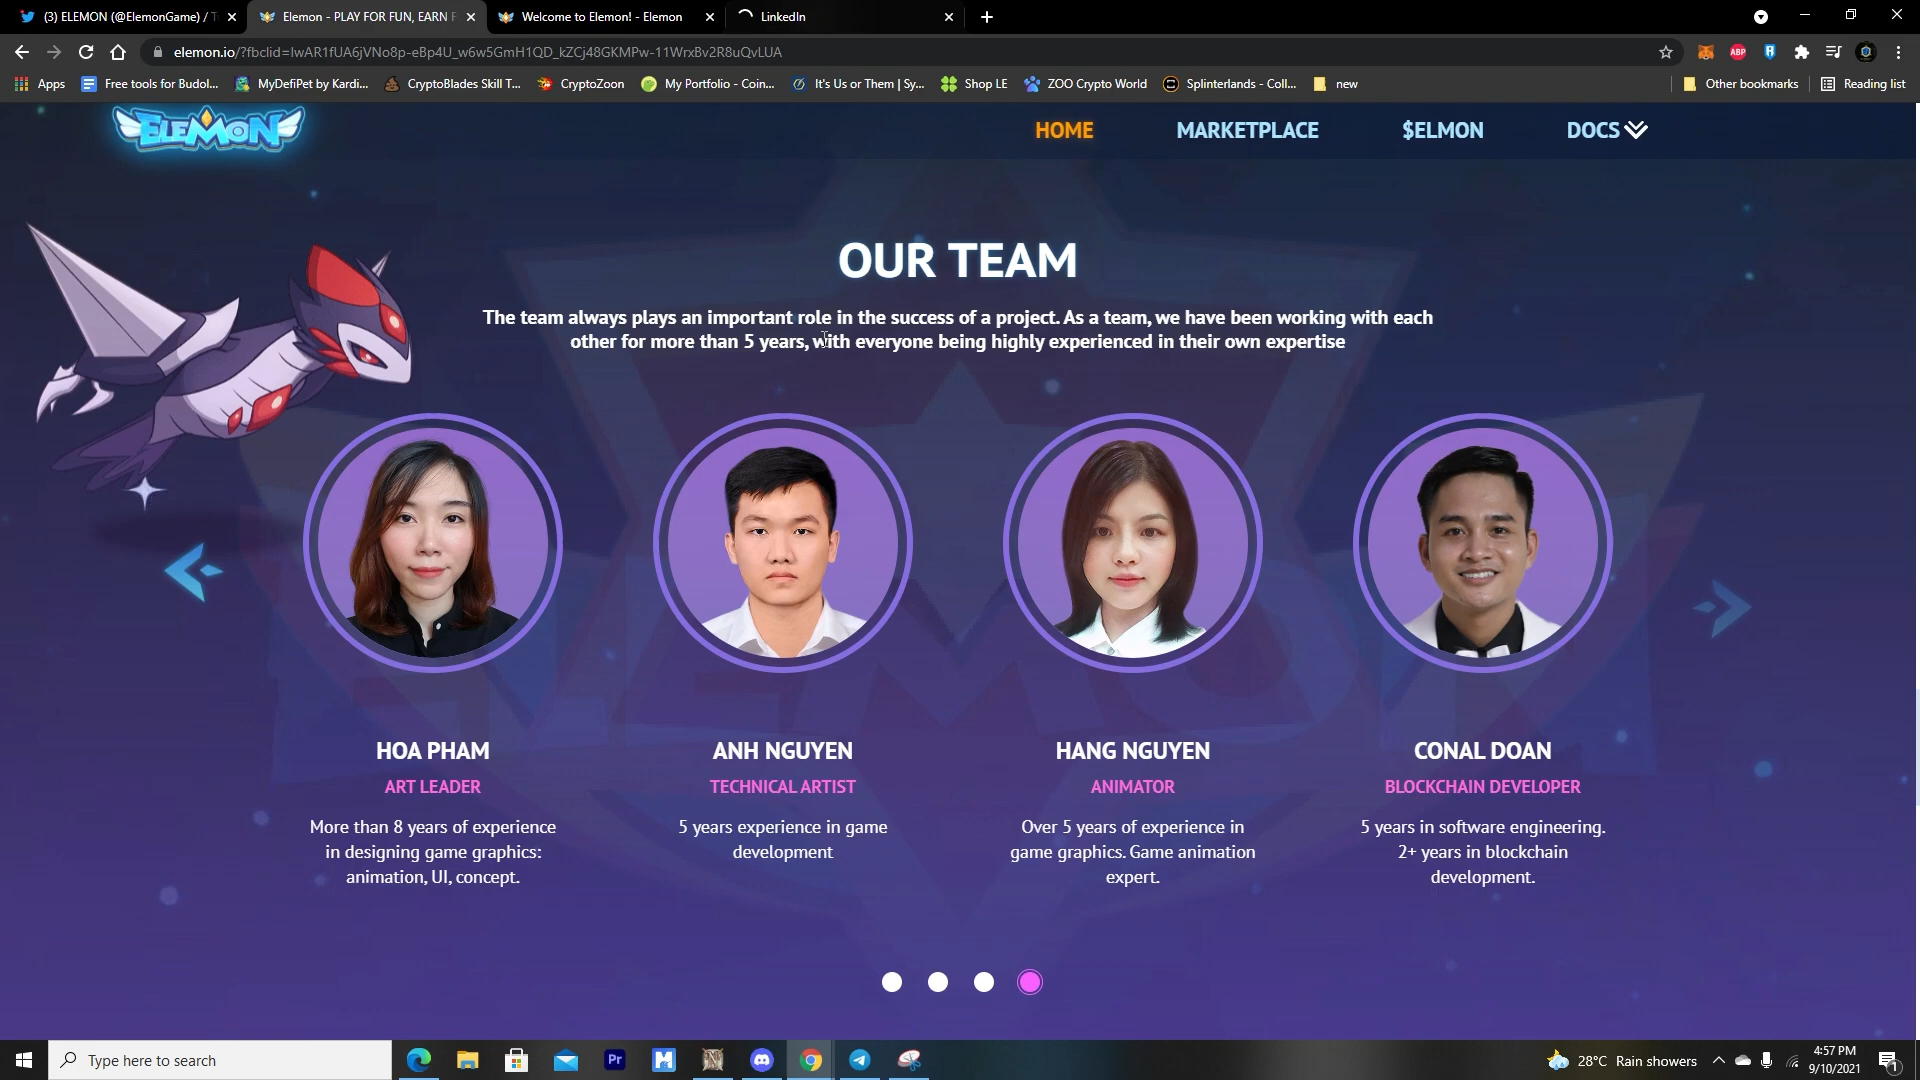 (3) ELEMON (@ElemonGame) / T
Elemon - PLAY FOR FUN, EARN F
Welcome to Elemon! - Elemon
LinkedIn
elemon.io/?fbclid=IwAR1fUA6jVNo8p-eBp4U_w6w5GmH1QD_kZCj48GKMPw-11WrxBv2R8uQvLUA
ABP
Apps
Free tools for Budol...
MyDefiPet by Kardi...
CryptoBlades Skill T...
CryptoZoon
My Portfolio - Coin...
It's Us or Them | Sy...
Shop LE
ZOO Crypto World
Splinterlands - Coll...
new
Other bookmarks
Reading list
ELEMON
HOME
MARKETPLACE
$ELMON
DOCS
OUR TEAM
The team always plays an important role in the success of a project. As a team, we have been working with each
other for more than 5 years, with everyone being highly experienced in their own expertise
HOA PHAM
ART LEADER
More than 8 years of experience
in designing game graphics:
animation, UI, concept.
ANH NGUYEN
TECHNICAL ARTIST
5 years experience in game
development
HANG NGUYEN
ANIMATOR
Over 5 years of experience in
game graphics. Game animation
expert.
CONAL DOAN
BLOCKCHAIN DEVELOPER
5 years in software engineering.
2+ years in blockchain
development.
Type here to search
Pr
28°C Rain showers
4:57 PM
9/10/2021
1